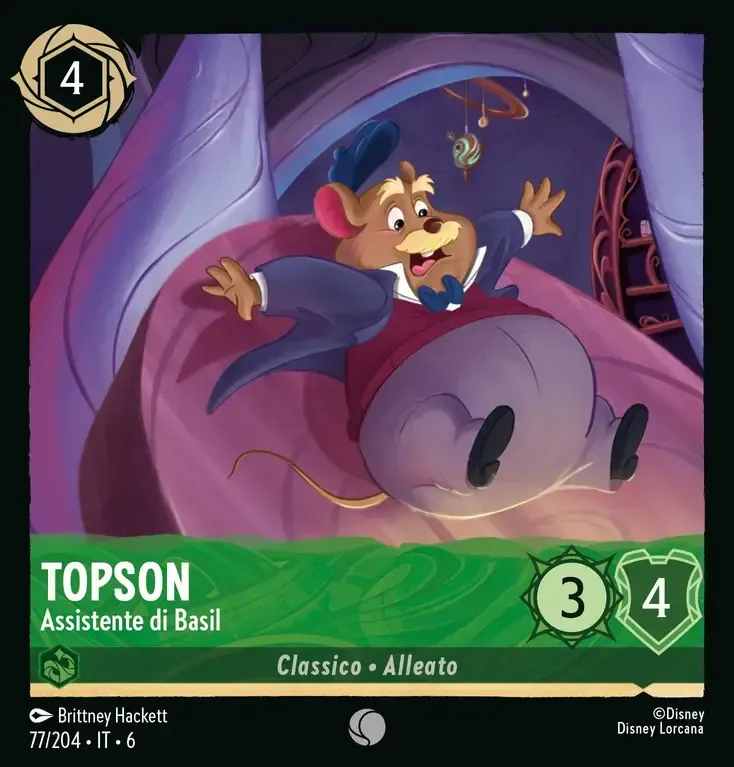 4
TOPSON
Assistente di Basil
3
4
Classico • Alleato
Brittney Hackett
77/204 • IT • 6
©Disney
Disney Lorcana